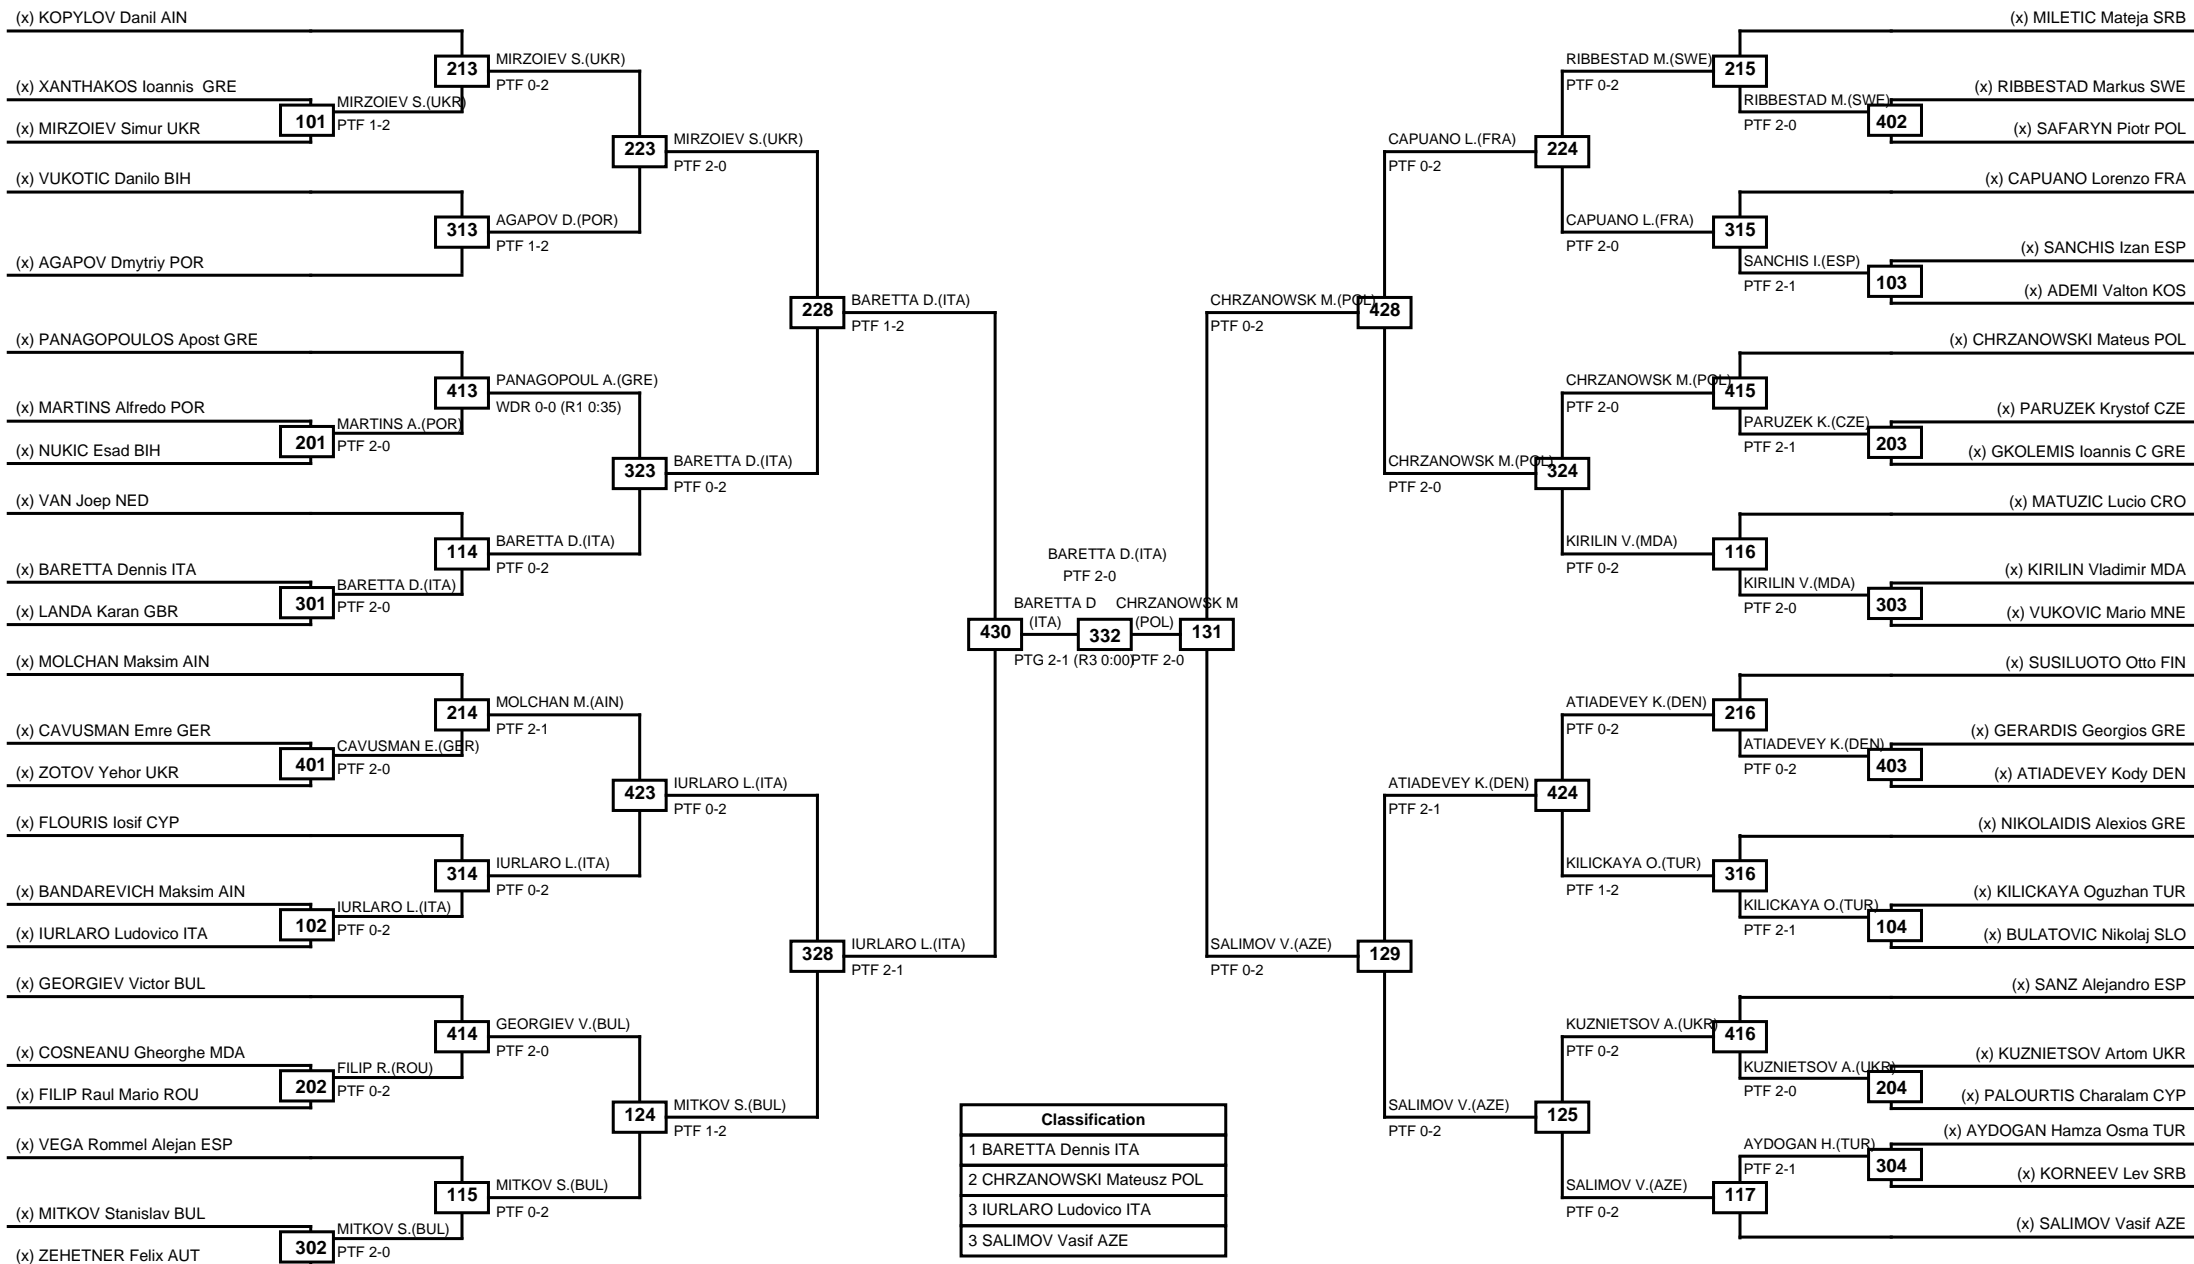 (x) KOPYLOV Danil AIN
213
MIRZOIEV S.(UKR)
PTF 0-2
(x) XANTHAKOS Ioannis  GRE
101
MIRZOIEV S.(UKR)
PTF 1-2
(x) MIRZOIEV Simur UKR
223
MIRZOIEV S.(UKR)
PTF 2-0
(x) VUKOTIC Danilo BIH
313
AGAPOV D.(POR)
PTF 1-2
(x) AGAPOV Dmytriy POR
228
BARETTA D.(ITA)
PTF 1-2
(x) PANAGOPOULOS Apost GRE
413
PANAGOPOUL A.(GRE)
WDR 0-0 (R1 0:35)
(x) MARTINS Alfredo POR
201
MARTINS A.(POR)
PTF 2-0
(x) NUKIC Esad BIH
323
BARETTA D.(ITA)
PTF 0-2
(x) VAN Joep NED
114
BARETTA D.(ITA)
PTF 0-2
(x) BARETTA Dennis ITA
301
BARETTA D.(ITA)
PTF 2-0
(x) LANDA Karan GBR
(x) MOLCHAN Maksim AIN
214
MOLCHAN M.(AIN)
PTF 2-1
(x) CAVUSMAN Emre GER
401
CAVUSMAN E.(GER)
PTF 2-0
(x) ZOTOV Yehor UKR
423
IURLARO L.(ITA)
PTF 0-2
(x) FLOURIS Iosif CYP
314
IURLARO L.(ITA)
PTF 0-2
(x) BANDAREVICH Maksim AIN
102
IURLARO L.(ITA)
PTF 0-2
(x) IURLARO Ludovico ITA
328
IURLARO L.(ITA)
PTF 2-1
(x) GEORGIEV Victor BUL
414
GEORGIEV V.(BUL)
PTF 2-0
(x) COSNEANU Gheorghe MDA
202
FILIP R.(ROU)
PTF 0-2
(x) FILIP Raul Mario ROU
124
MITKOV S.(BUL)
PTF 1-2
(x) VEGA Rommel Alejan ESP
115
MITKOV S.(BUL)
PTF 0-2
(x) MITKOV Stanislav BUL
302
MITKOV S.(BUL)
PTF 2-0
(x) ZEHETNER Felix AUT
BARETTA D.(ITA)
PTF 2-0
430
BARETTA D
(ITA)
PTG 2-1 (R3 0:00)
332
CHRZANOWSK M
(POL)
PTF 2-0
131
Classification
1 BARETTA Dennis ITA
2 CHRZANOWSKI Mateusz POL
3 IURLARO Ludovico ITA
3 SALIMOV Vasif AZE
(x) MILETIC Mateja SRB
RIBBESTAD M.(SWE)
PTF 0-2
215
(x) RIBBESTAD Markus SWE
RIBBESTAD M.(SWE)
PTF 2-0
402
(x) SAFARYN Piotr POL
CAPUANO L.(FRA)
PTF 0-2
224
(x) CAPUANO Lorenzo FRA
CAPUANO L.(FRA)
PTF 2-0
315
(x) SANCHIS Izan ESP
SANCHIS I.(ESP)
PTF 2-1
103
(x) ADEMI Valton KOS
CHRZANOWSK M.(POL)
PTF 0-2
428
(x) CHRZANOWSKI Mateus POL
CHRZANOWSK M.(POL)
PTF 2-0
415
(x) PARUZEK Krystof CZE
PARUZEK K.(CZE)
PTF 2-1
203
(x) GKOLEMIS Ioannis C GRE
CHRZANOWSK M.(POL)
PTF 2-0
324
(x) MATUZIC Lucio CRO
KIRILIN V.(MDA)
PTF 0-2
116
(x) KIRILIN Vladimir MDA
KIRILIN V.(MDA)
PTF 2-0
303
(x) VUKOVIC Mario MNE
(x) SUSILUOTO Otto FIN
ATIADEVEY K.(DEN)
PTF 0-2
216
(x) GERARDIS Georgios GRE
ATIADEVEY K.(DEN)
PTF 0-2
403
(x) ATIADEVEY Kody DEN
ATIADEVEY K.(DEN)
PTF 2-1
424
(x) NIKOLAIDIS Alexios GRE
KILICKAYA O.(TUR)
PTF 1-2
316
(x) KILICKAYA Oguzhan TUR
KILICKAYA O.(TUR)
PTF 2-1
104
(x) BULATOVIC Nikolaj SLO
SALIMOV V.(AZE)
PTF 0-2
129
(x) SANZ Alejandro ESP
KUZNIETSOV A.(UKR)
PTF 0-2
416
(x) KUZNIETSOV Artom UKR
KUZNIETSOV A.(UKR)
PTF 2-0
204
(x) PALOURTIS Charalam CYP
SALIMOV V.(AZE)
PTF 0-2
125
(x) AYDOGAN Hamza Osma TUR
AYDOGAN H.(TUR)
PTF 2-1
304
(x) KORNEEV Lev SRB
SALIMOV V.(AZE)
PTF 0-2
117
(x) SALIMOV Vasif AZE